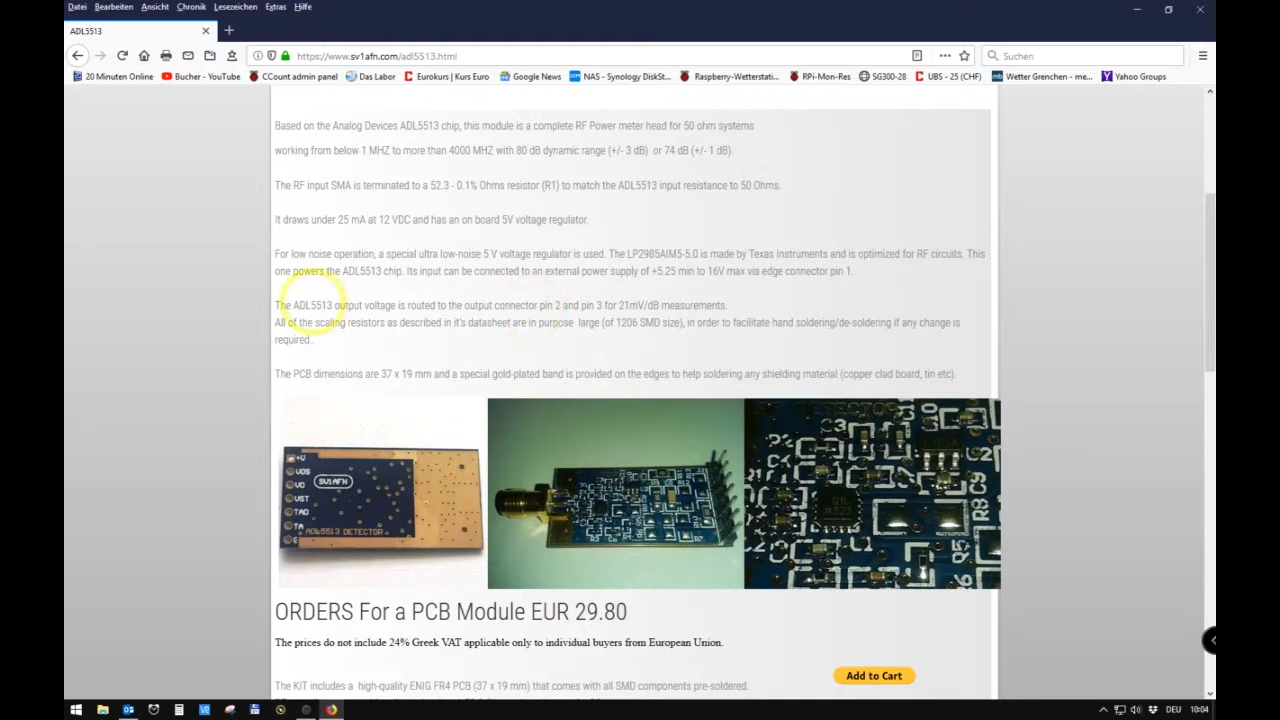 Datei Bearbeiten Ansicht Chronik Lesezeichen Extras Hilfe
ADL5513
https://www.sv1afn.com/adl5513.html
Suchen
20 Minuten Online Bucher - YouTube CCount admin panel Das Labor Eurokurs | Kurs Euro Google News NAS - Synology DiskSt... Raspberry-Wetterstati... RPi-Mon-Res SG300-28 UBS - 25 (CHF) Wetter Grenchen - me... Yahoo Groups
Based on the Analog Devices ADL5513 chip, this module is a complete RF Power meter head for 50 ohm systems
working from below 1 MHZ to more than 4000 MHZ with 80 dB dynamic range (+/- 3 dB) or 74 dB (+/- 1 dB).
The RF input SMA is terminated to a 52.3 - 0.1% Ohms resistor (R1) to match the ADL5513 input resistance to 50 Ohms.
It draws under 25 mA at 12 VDC and has an on board 5V voltage regulator.
For low noise operation, a special ultra low-noise 5 V voltage regulator is used. The LP2985AIM5-5.0 is made by Texas Instruments and is optimized for RF circuits. This
one powers the ADL5513 chip. Its input can be connected to an external power supply of +5.25 min to 16V max via edge connector pin 1.
The ADL5513 output voltage is routed to the output connector pin 2 and pin 3 for 21mV/dB measurements.
All of the scaling resistors as described in it's datasheet are in purpose large (of 1206 SMD size), in order to facilitate hand soldering/de-soldering if any change is
required..
The PCB dimensions are 37 x 19 mm and a special gold-plated band is provided on the edges to help soldering any shielding material (copper clad board, tin etc).
+V
VOS
VO
VST
TAO
TA
SV1AFN
ADL5513 DETECTOR
C3
C4
L1
R5
R8
C9
ORDERS For a PCB Module EUR 29.80
The prices do not include 24% Greek VAT applicable only to individual buyers from European Union.
Add to Cart
The KIT includes a high-quality ENIG FR4 PCB (37 x 19 mm) that comes with all SMD components pre-soldered.
DEU 10:04